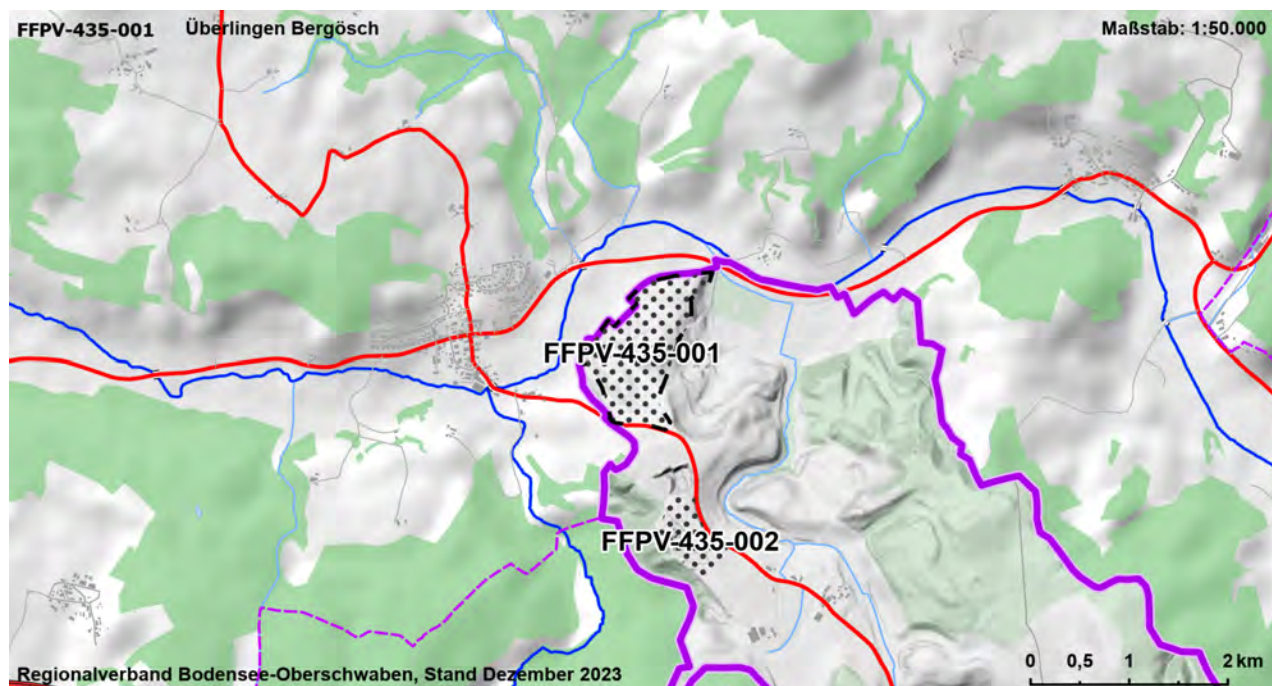 FFPV-435-001 Überlingen Bergösch Maßstab: 1:50.000
FFPV-435-001
FFPV-435-002
0 0,5 1 2 km
Regionalverband Bodensee-Oberschwaben, Stand Dezember 2023